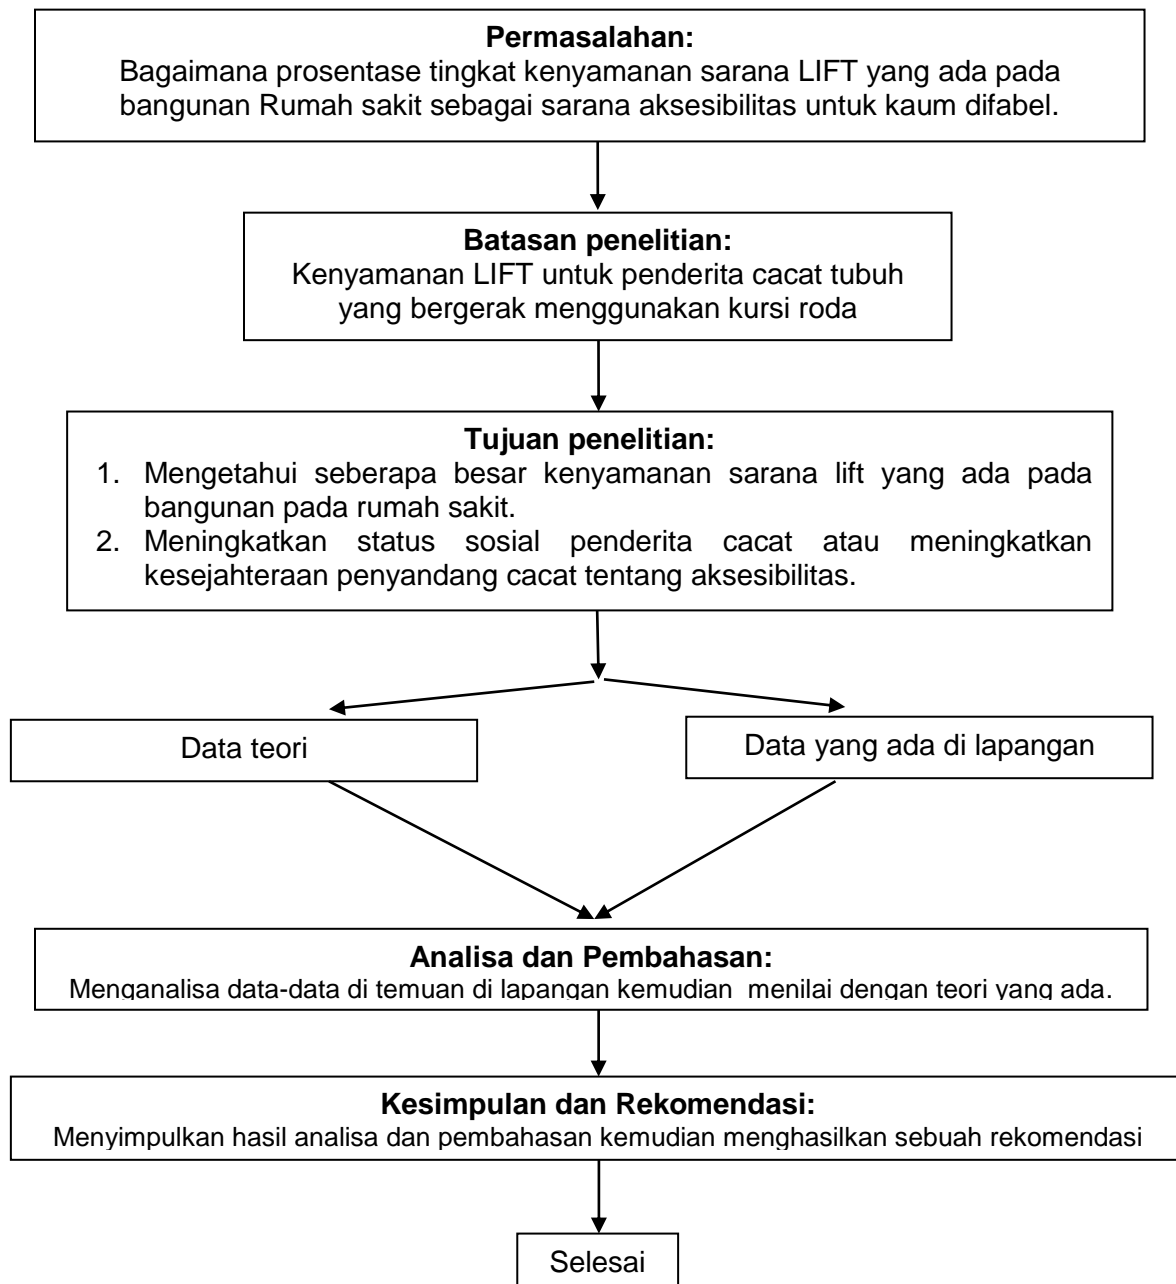 Permasalahan:
Bagaimana prosentase tingkat kenyamanan sarana LIFT yang ada pada
bangunan Rumah sakit sebagai sarana aksesibilitas untuk kaum difabel.
Batasan penelitian:
Kenyamanan LIFT untuk penderita cacat tubuh
yang bergerak menggunakan kursi roda
Tujuan penelitian:
1. Mengetahui seberapa besar kenyamanan sarana lift yang ada pada
bangunan pada rumah sakit.
2. Meningkatkan status sosial penderita cacat atau meningkatkan
kesejahteraan penyandang cacat tentang aksesibilitas.
Data teori
Data yang ada di lapangan
Analisa dan Pembahasan:
Menganalisa data-data di temuan di lapangan kemudian menilai dengan teori yang ada.
Kesimpulan dan Rekomendasi:
Menyimpulkan hasil analisa dan pembahasan kemudian menghasilkan sebuah rekomendasi
Selesai